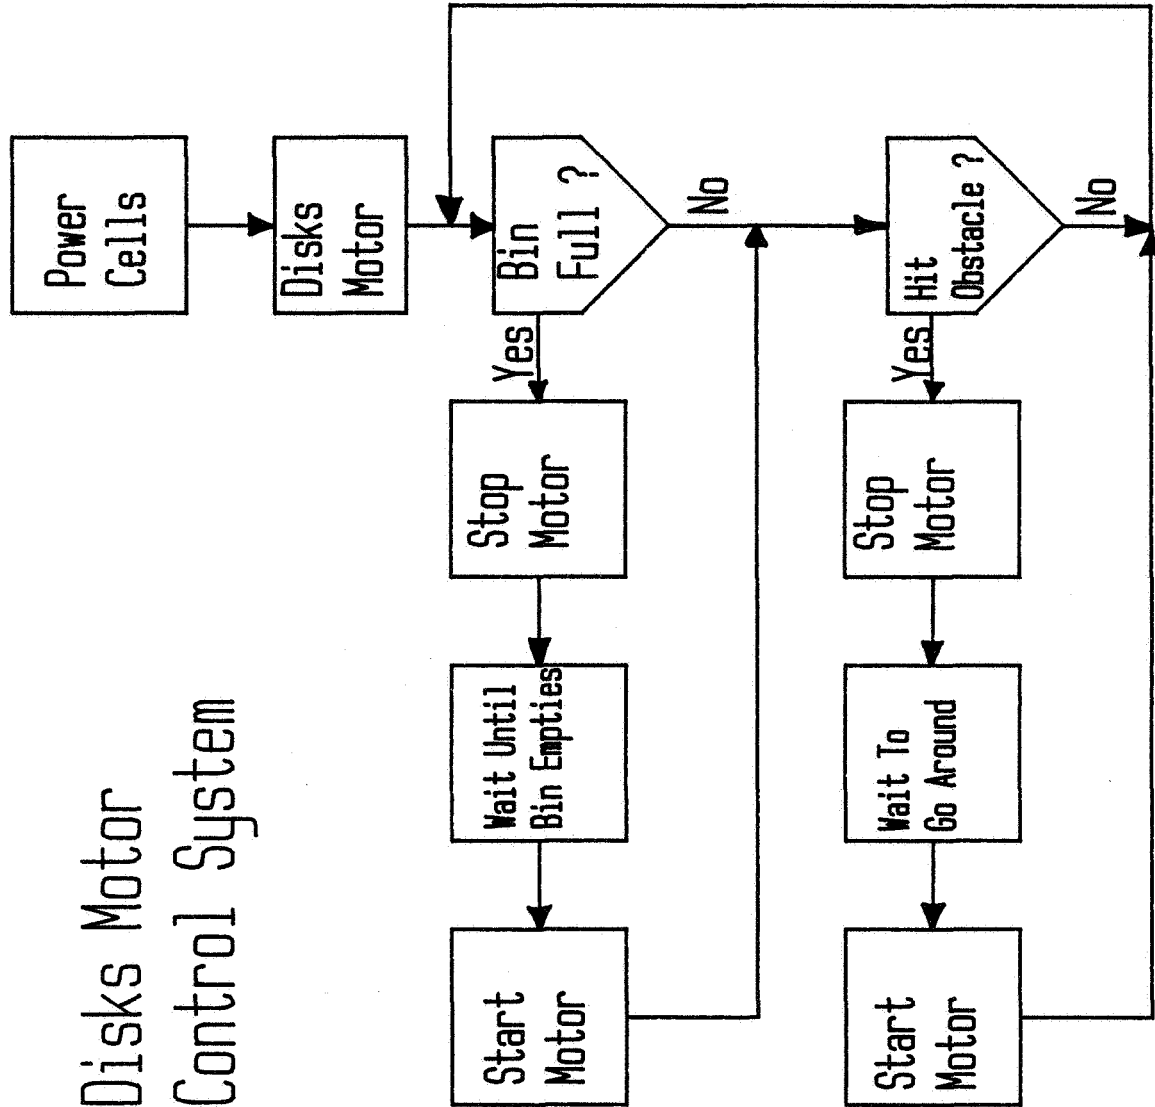 Disks Motor
Control System
Power
Cells
Disks
Motor
Bin
Full ?
Yes
No
Stop
Motor
Wait Until
Bin Empties
Start
Motor
Hit
Obstacle ?
Yes
No
Stop
Motor
Wait To
Go Around
Start
Motor